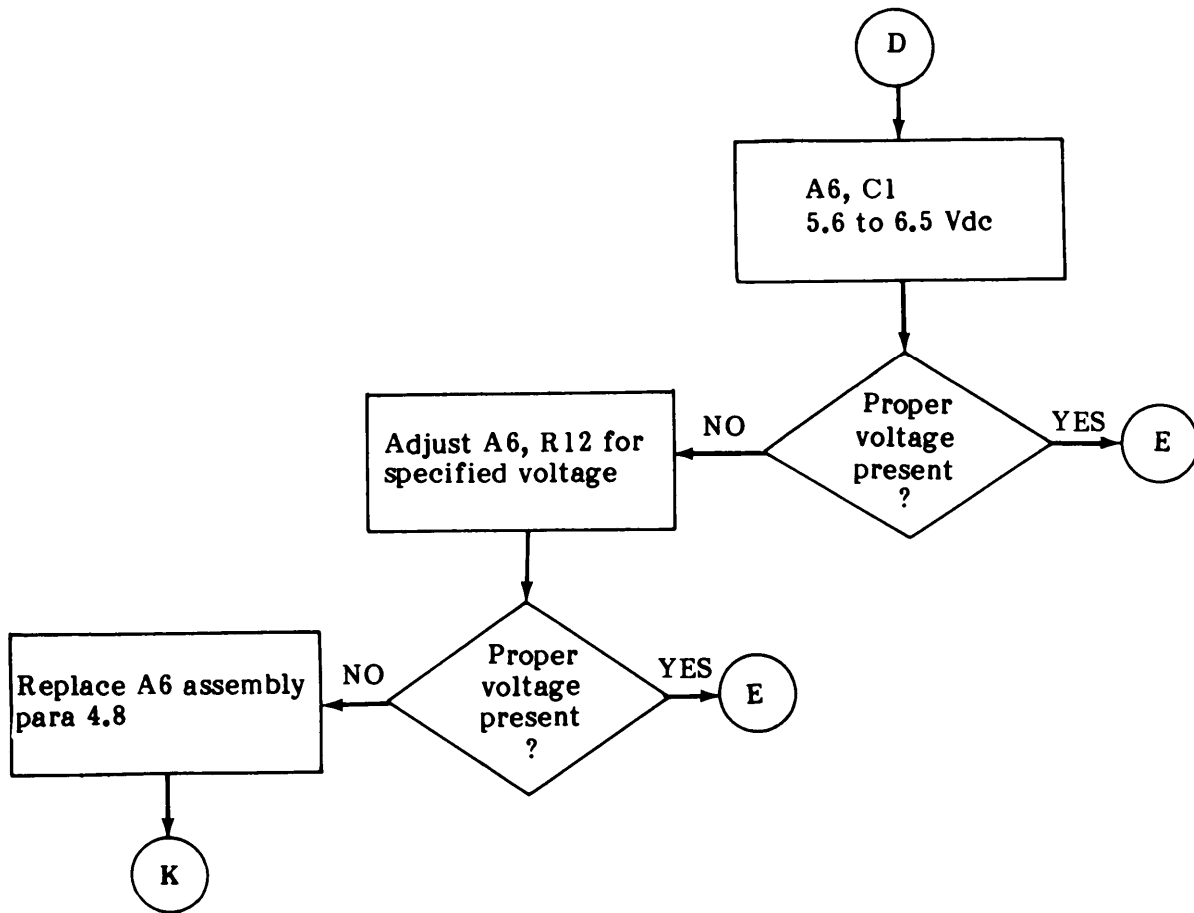 D
A6, C1
5.6 to 6.5 Vdc
Proper
voltage
present
?
NO
YES
E
Adjust A6, R12 for
specified voltage
Proper
voltage
present
?
NO
YES
E
Replace A6 assembly
para 4.8
K